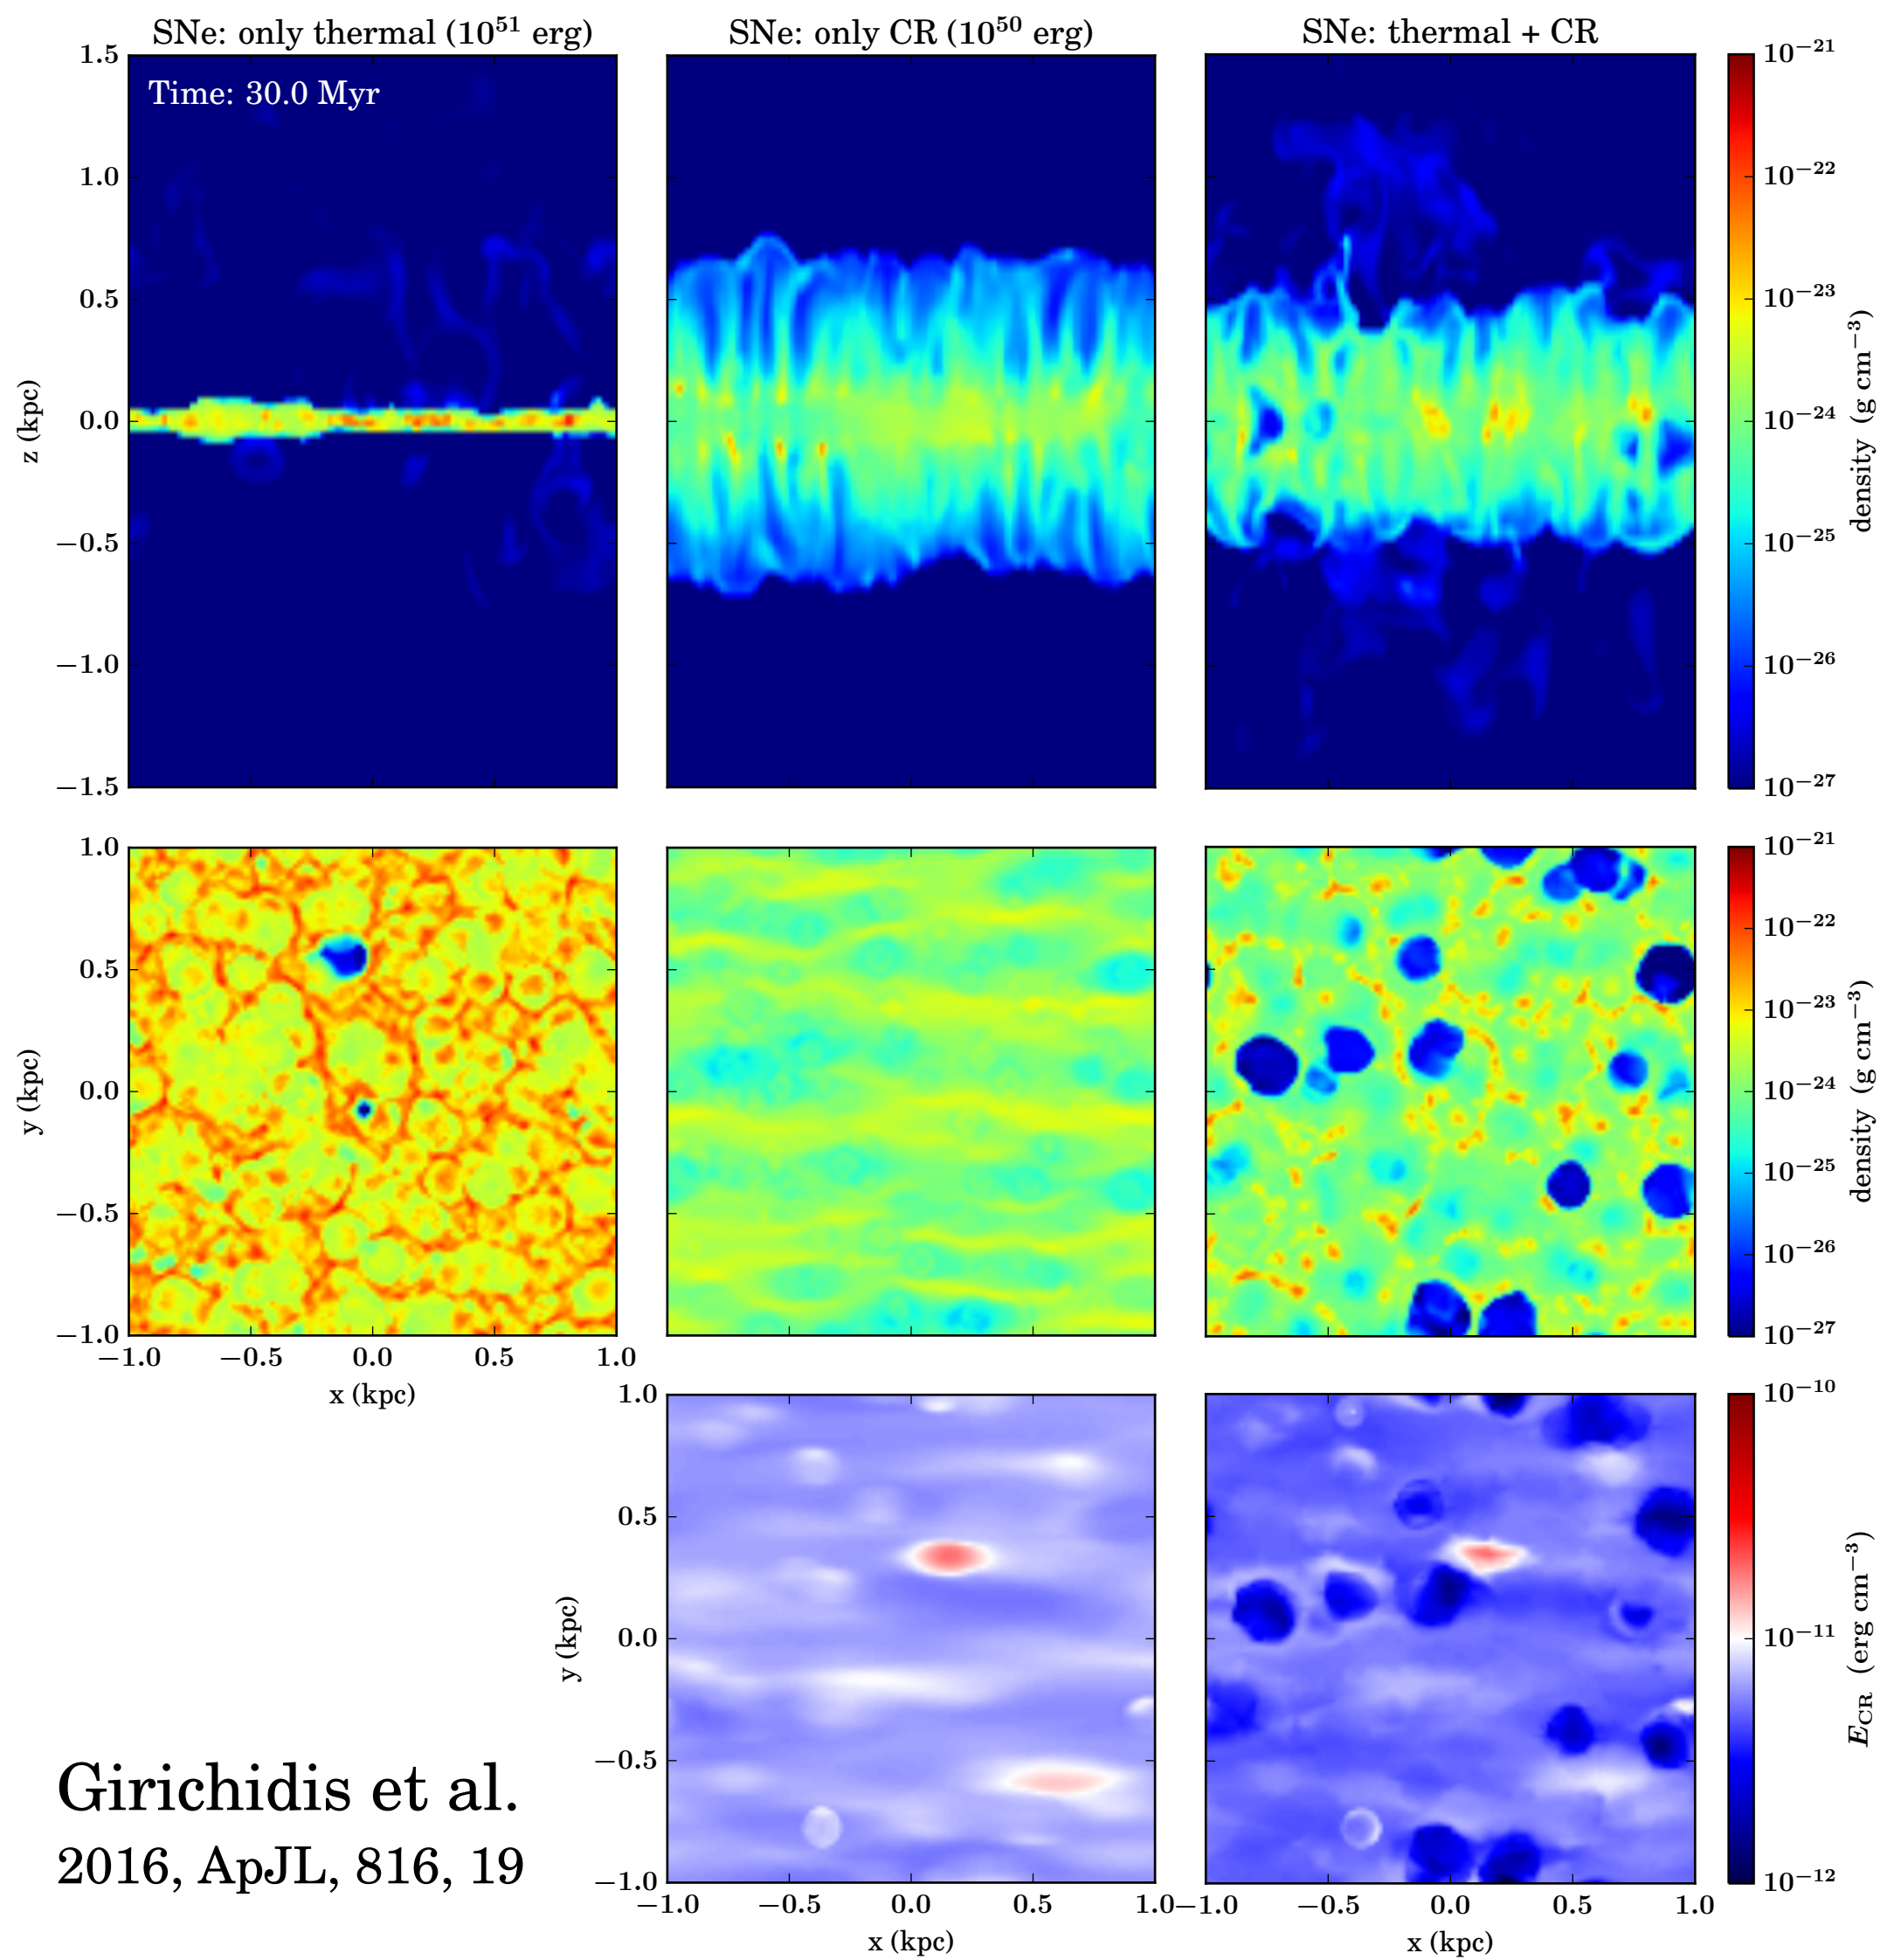 SNe: only thermal (10⁵¹ erg)
SNe: only CR (10⁵⁰ erg)
SNe: thermal + CR
Time: 30.0 Myr
1.5
1.0
0.5
0.0
−0.5
−1.0
−1.5
z (kpc)
10⁻²¹
10⁻²²
10⁻²³
10⁻²⁴
10⁻²⁵
10⁻²⁶
10⁻²⁷
density (g cm⁻³)
1.0
0.5
0.0
−0.5
−1.0
y (kpc)
−1.0 −0.5 0.0 0.5 1.0
x (kpc)
10⁻²¹
10⁻²²
10⁻²³
10⁻²⁴
10⁻²⁵
10⁻²⁶
10⁻²⁷
density (g cm⁻³)
1.0
0.5
0.0
−0.5
−1.0
y (kpc)
−1.0 −0.5 0.0 0.5 1.0
x (kpc)
−1.0 −0.5 0.0 0.5 1.0
x (kpc)
10⁻¹⁰
10⁻¹¹
10⁻¹²
E_CR (erg cm⁻³)
Girichidis et al.
2016, ApJL, 816, 19